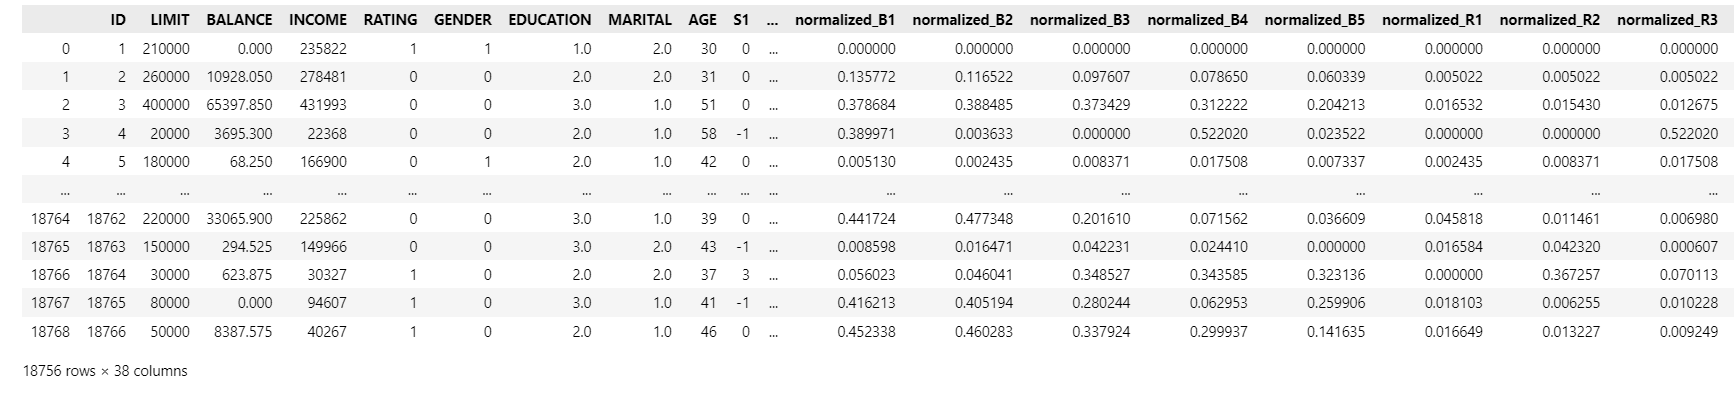 ID LIMIT BALANCE INCOME RATING GENDER EDUCATION MARITAL AGE S1 ... normalized_B1 normalized_B2 normalized_B3 normalized_B4 normalized_B5 normalized_R1 normalized_R2 normalized_R3
0 1 210000 0.000 235822 1 1 1.0 2.0 30 0 ... 0.000000 0.000000 0.000000 0.000000 0.000000 0.000000 0.000000 0.000000
1 2 260000 10928.050 278481 0 0 2.0 2.0 31 0 ... 0.135772 0.116522 0.097607 0.078650 0.060339 0.005022 0.005022 0.005022
2 3 400000 65397.850 431993 0 0 3.0 1.0 51 0 ... 0.378684 0.388485 0.373429 0.312222 0.204213 0.016532 0.015430 0.012675
3 4 20000 3695.300 22368 0 0 2.0 1.0 58 -1 ... 0.389971 0.003633 0.000000 0.522020 0.023522 0.000000 0.000000 0.522020
4 5 180000 68.250 166900 0 1 2.0 1.0 42 0 ... 0.005130 0.002435 0.008371 0.017508 0.007337 0.002435 0.008371 0.017508
... ... ... ... ... ... ... ... ... ... ... ... ... ... ... ... ... ... ... ...
18764 18762 220000 33065.900 225862 0 0 3.0 1.0 39 0 ... 0.441724 0.477348 0.201610 0.071562 0.036609 0.045818 0.011461 0.006980
18765 18763 150000 294.525 149966 0 0 3.0 2.0 43 -1 ... 0.008598 0.016471 0.042231 0.024410 0.000000 0.016584 0.042320 0.000607
18766 18764 30000 623.875 30327 1 0 2.0 2.0 37 3 ... 0.056023 0.046041 0.348527 0.343585 0.323136 0.000000 0.367257 0.070113
18767 18765 80000 0.000 94607 1 0 3.0 1.0 41 -1 ... 0.416213 0.405194 0.280244 0.062953 0.259906 0.018103 0.006255 0.010228
18768 18766 50000 8387.575 40267 1 0 2.0 1.0 46 0 ... 0.452338 0.460283 0.337924 0.299937 0.141635 0.016649 0.013227 0.009249
18756 rows × 38 columns